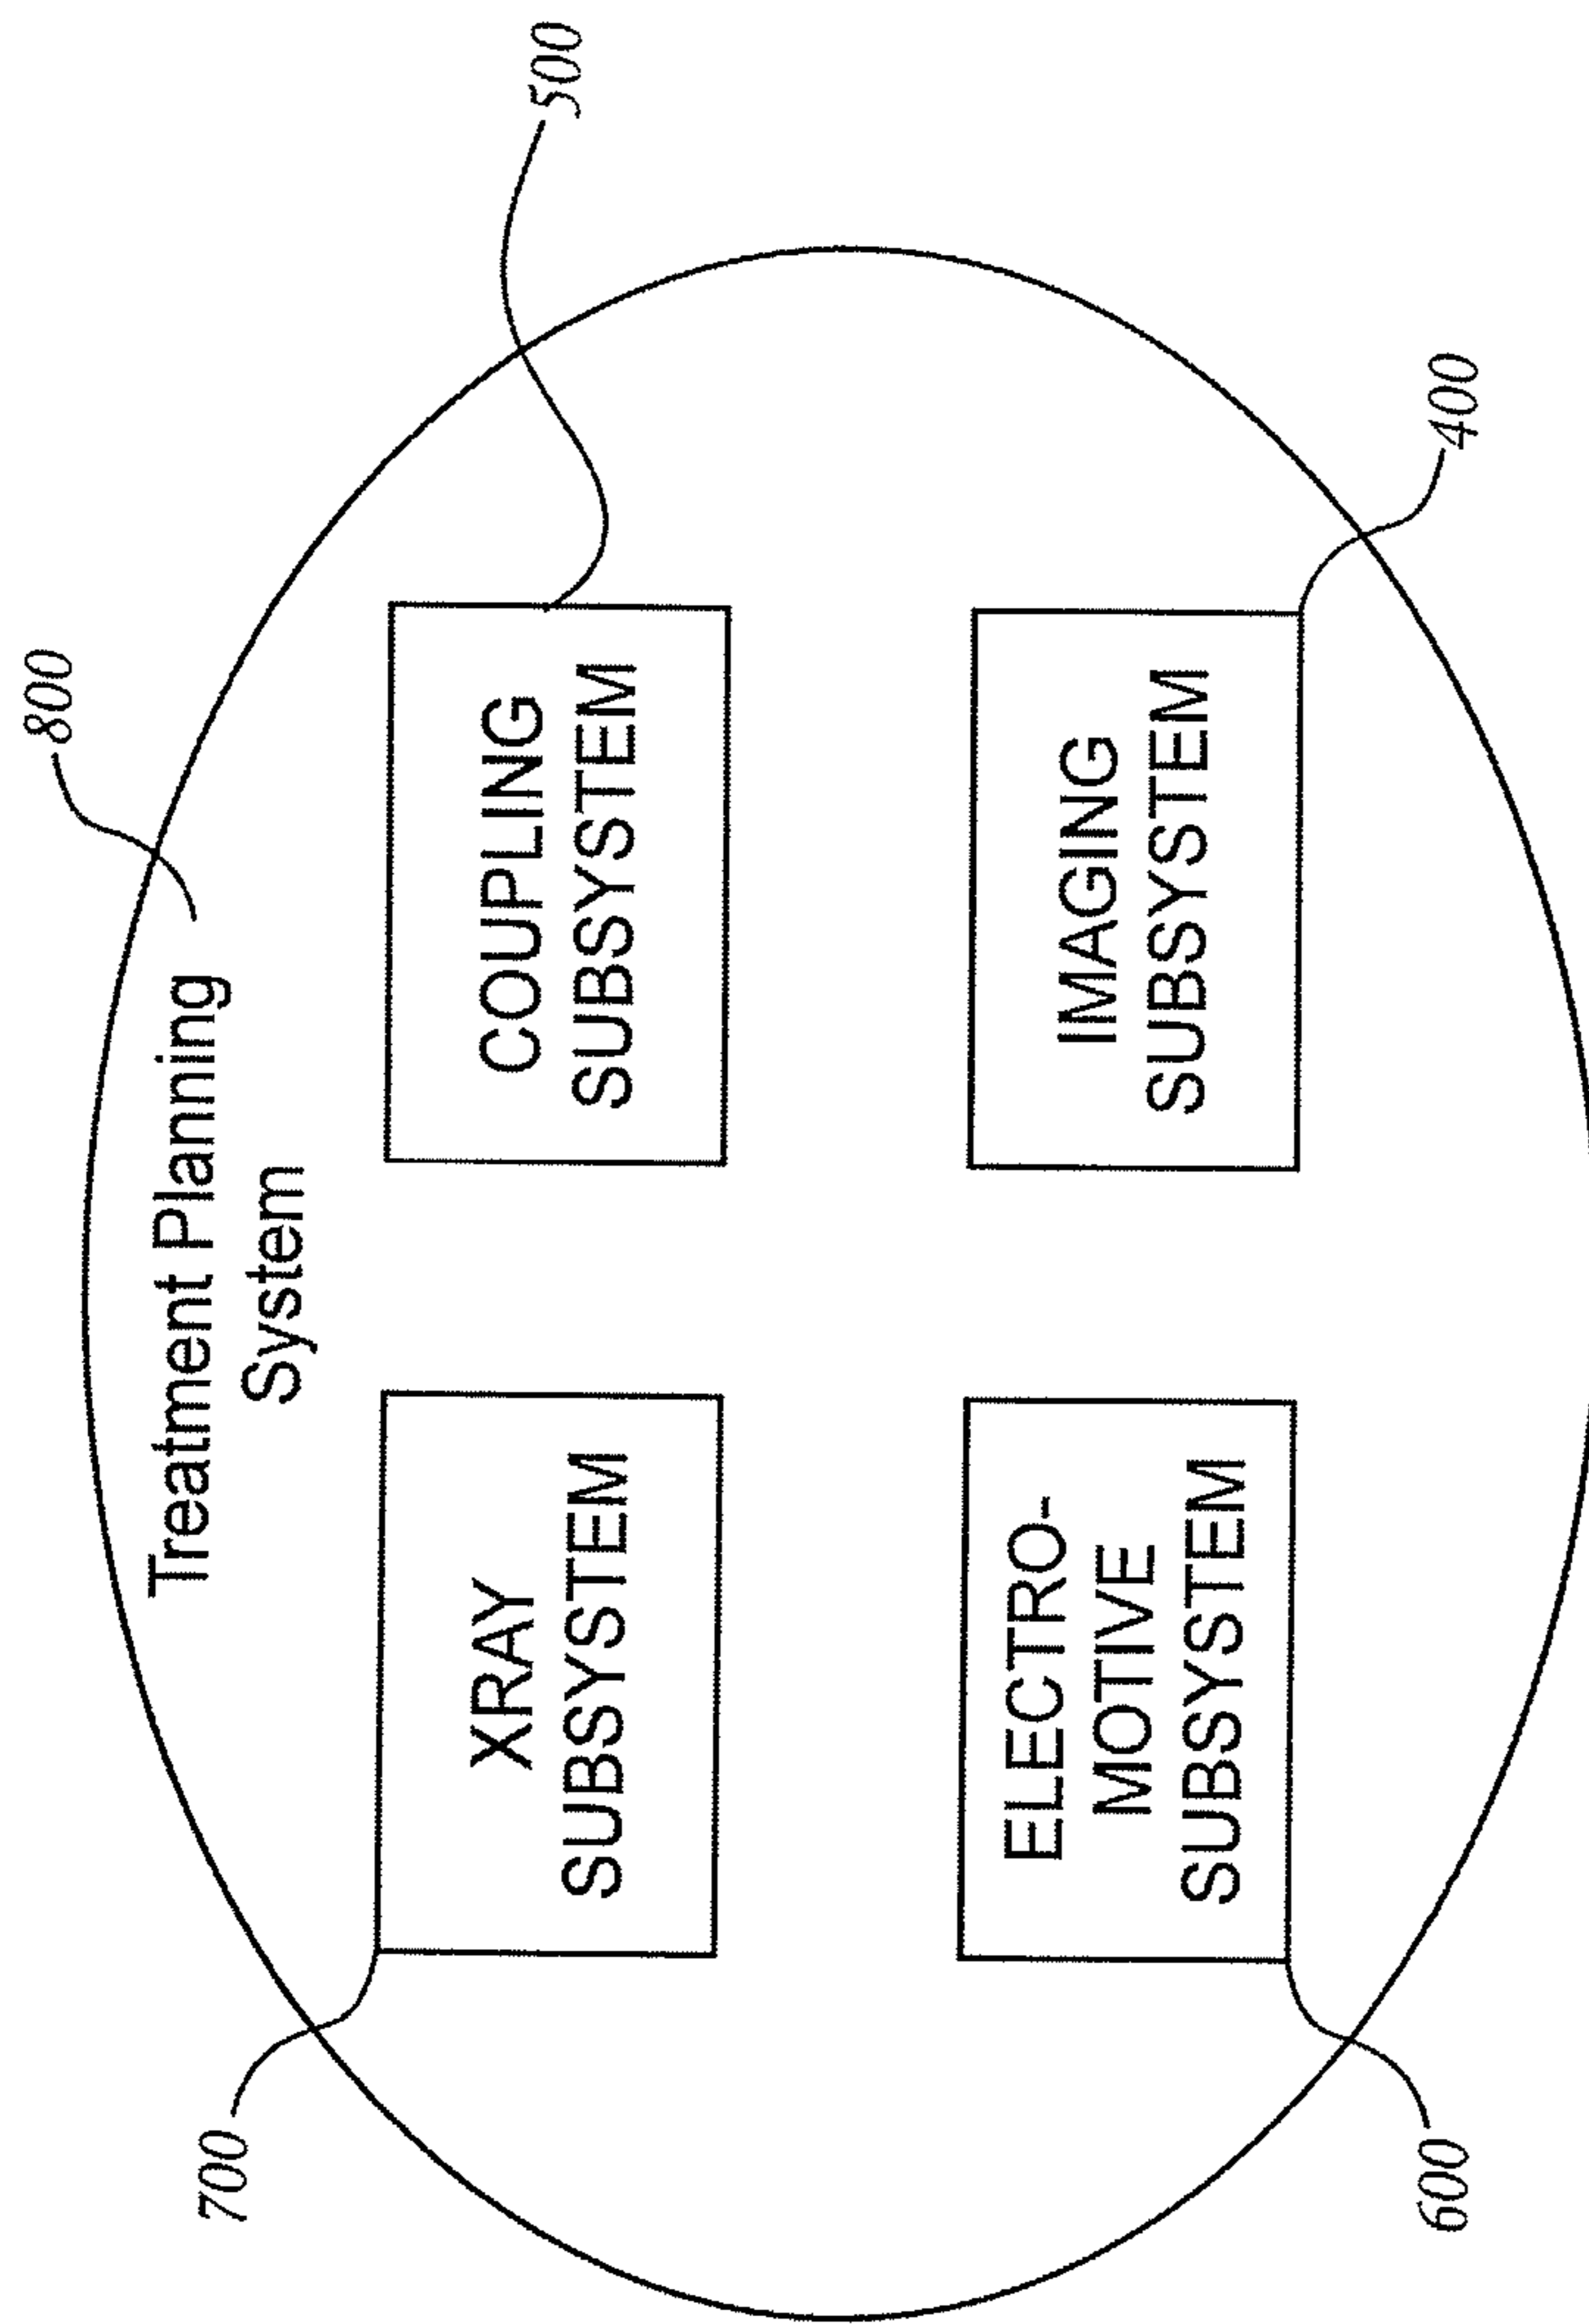 800
Treatment Planning
System
700
XRAY
SUBSYSTEM
500
COUPLING
SUBSYSTEM
600
ELECTRO-
MOTIVE
SUBSYSTEM
400
IMAGING
SUBSYSTEM